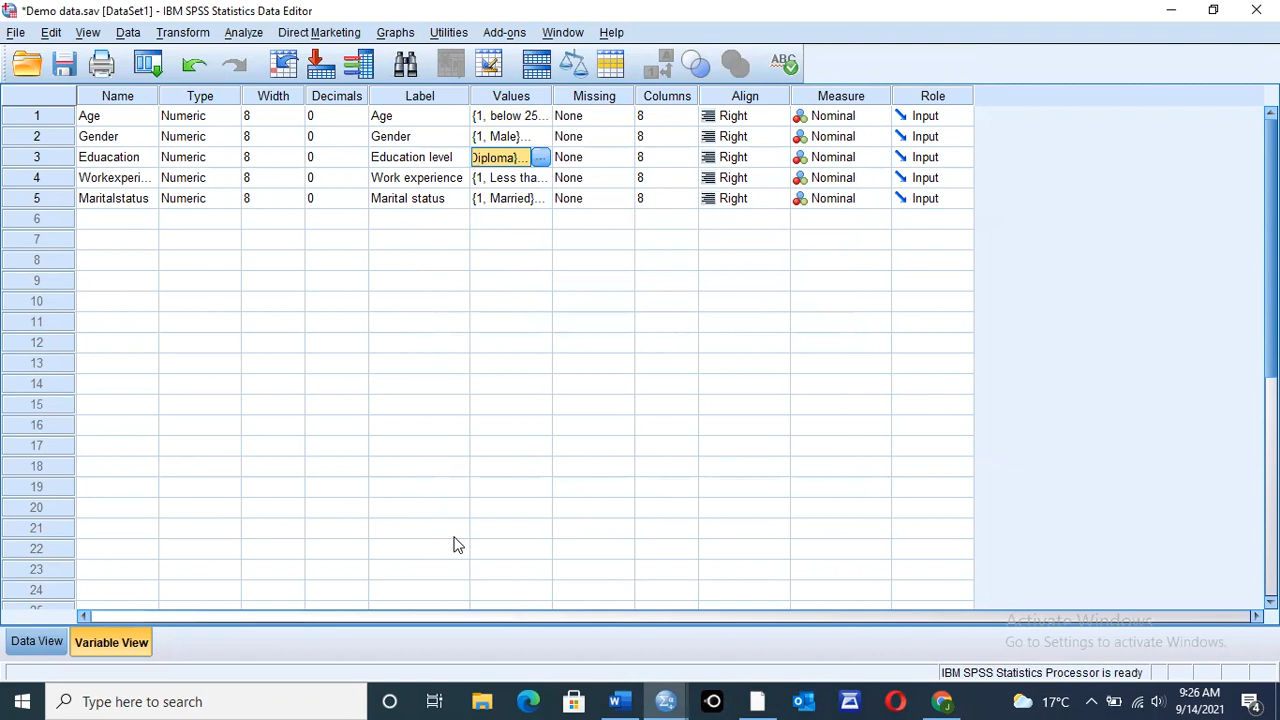 *Demo data.sav [DataSet1] - IBM SPSS Statistics Data Editor
File Edit View Data Transform Analyze Direct Marketing Graphs Utilities Add-ons Window Help
Name Type Width Decimals Label Values Missing Columns Align Measure Role
1 Age Numeric 8 0 Age {1, below 25... None 8 Right Nominal Input
2 Gender Numeric 8 0 Gender {1, Male}... None 8 Right Nominal Input
3 Eduacation Numeric 8 0 Education level Diploma}... ... None 8 Right Nominal Input
4 Workexperi... Numeric 8 0 Work experience {1, Less tha... None 8 Right Nominal Input
5 Maritalstatus Numeric 8 0 Marital status {1, Married}... None 8 Right Nominal Input
6
7
8
9
10
11
12
13
14
15
16
17
18
19
20
21
22
23
24
Activate Windows
Go to Settings to activate Windows.
Data View Variable View
IBM SPSS Statistics Processor is ready
Type here to search
17°C
9:26 AM
9/14/2021
4